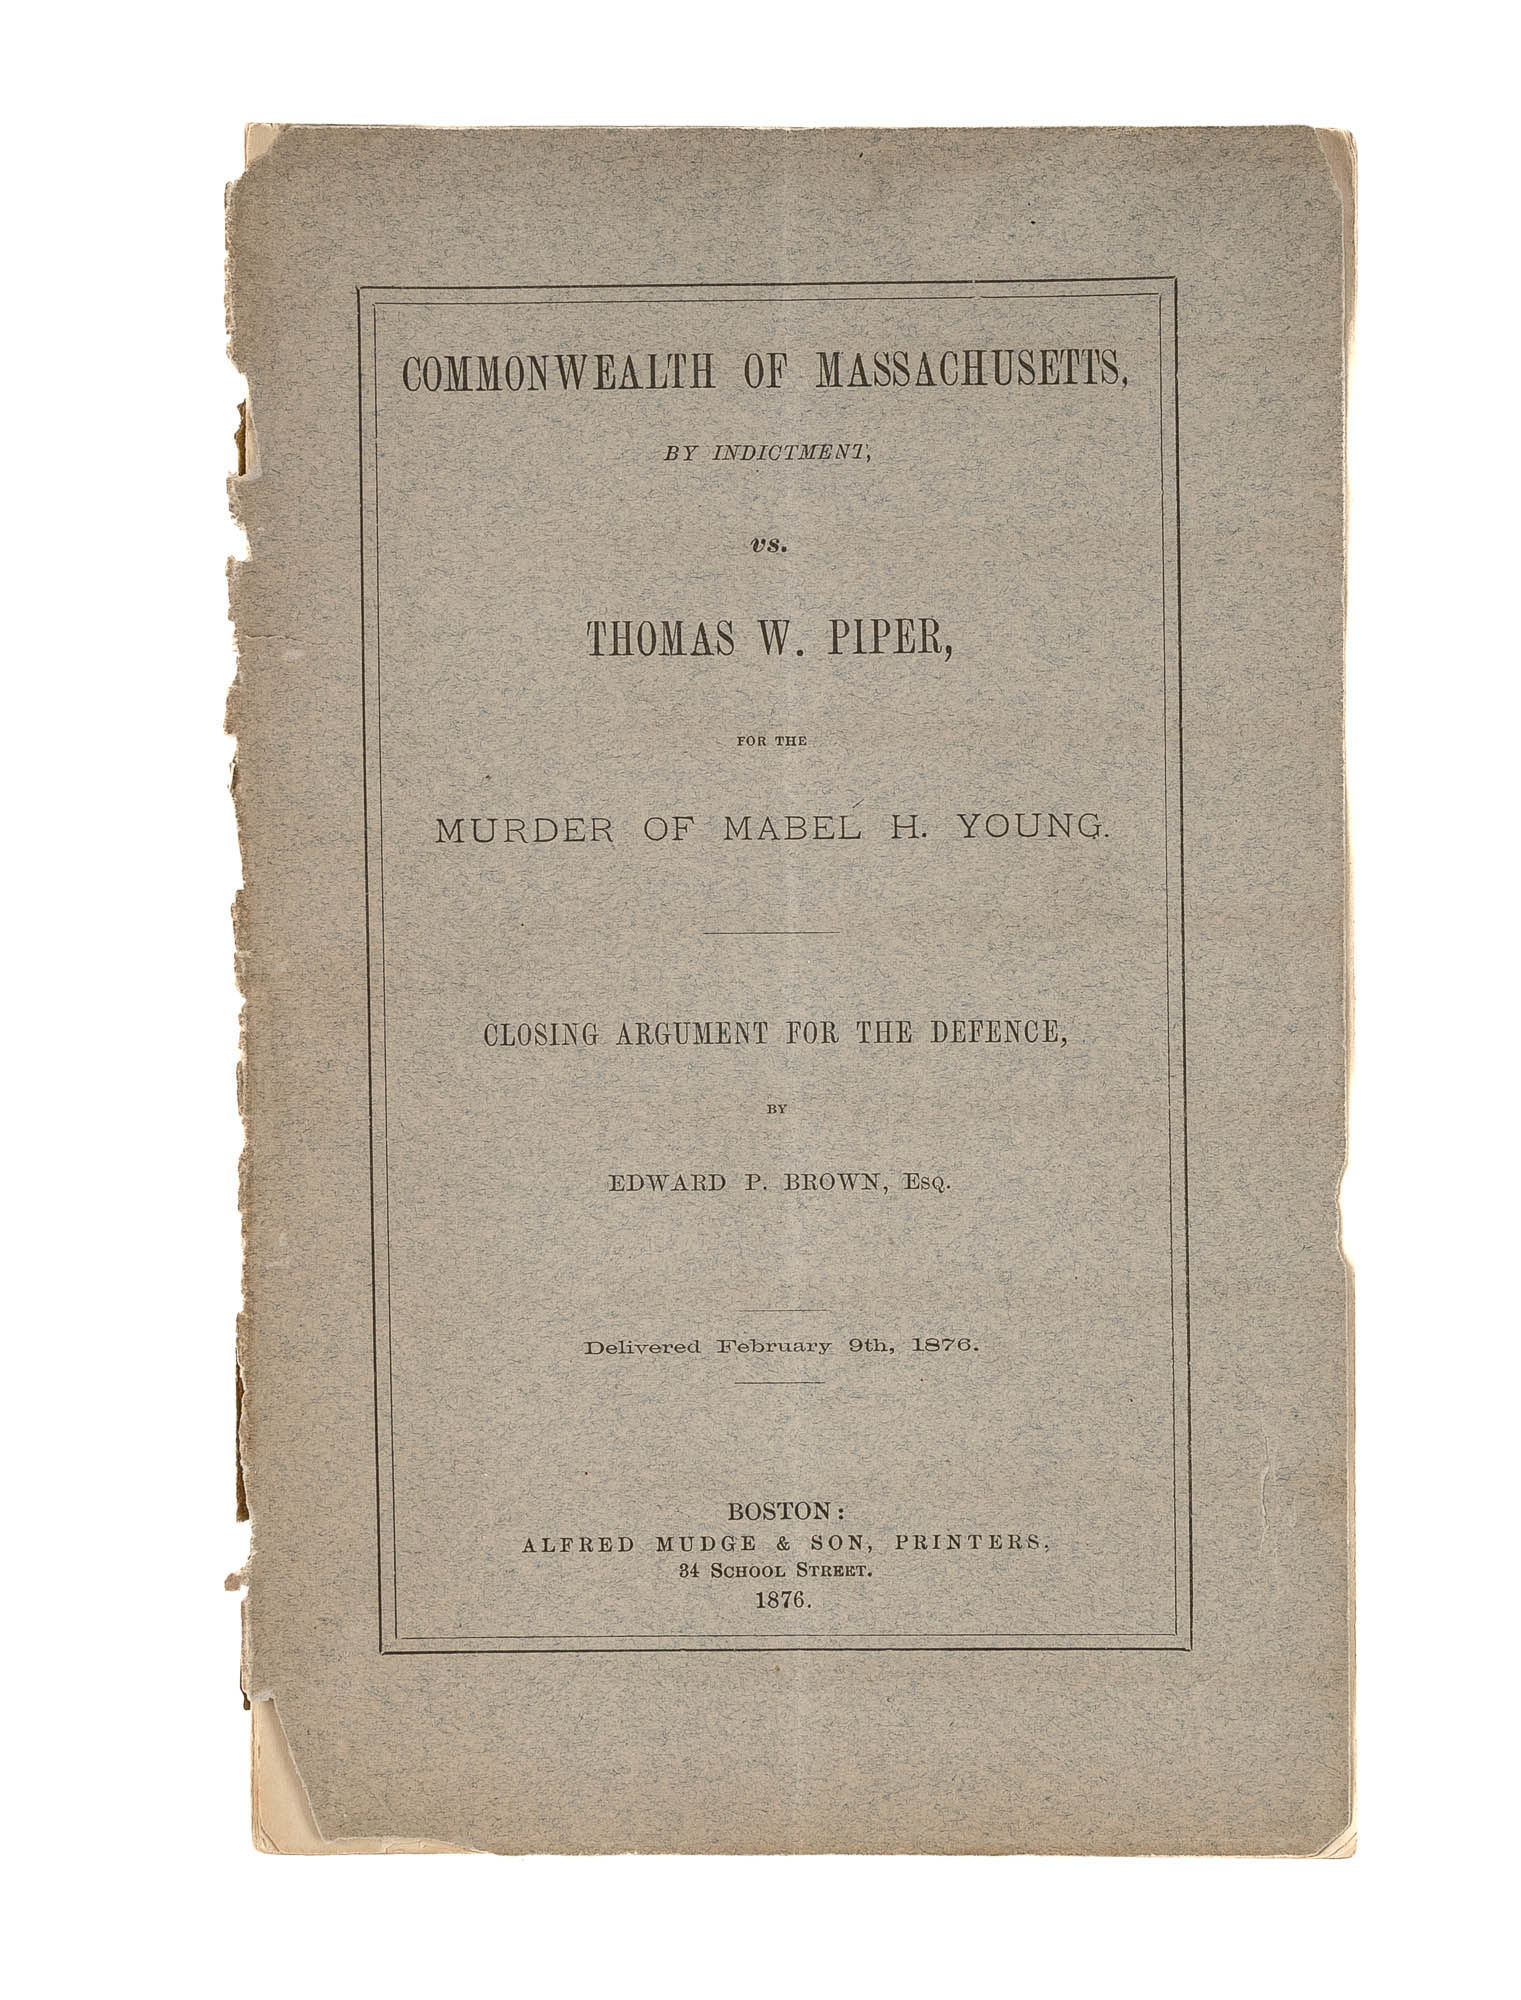 COMMONWEALTH OF MASSACHUSETTS,
BY INDICTMENT,
vs.
THOMAS W. PIPER,
FOR THE
MURDER OF MABEL H. YOUNG.
CLOSING ARGUMENT FOR THE DEFENCE,
BY
EDWARD P. BROWN, ESQ.
Delivered February 9th, 1876.
BOSTON:
ALFRED MUDGE & SON, PRINTERS,
34 SCHOOL STREET.
1876.